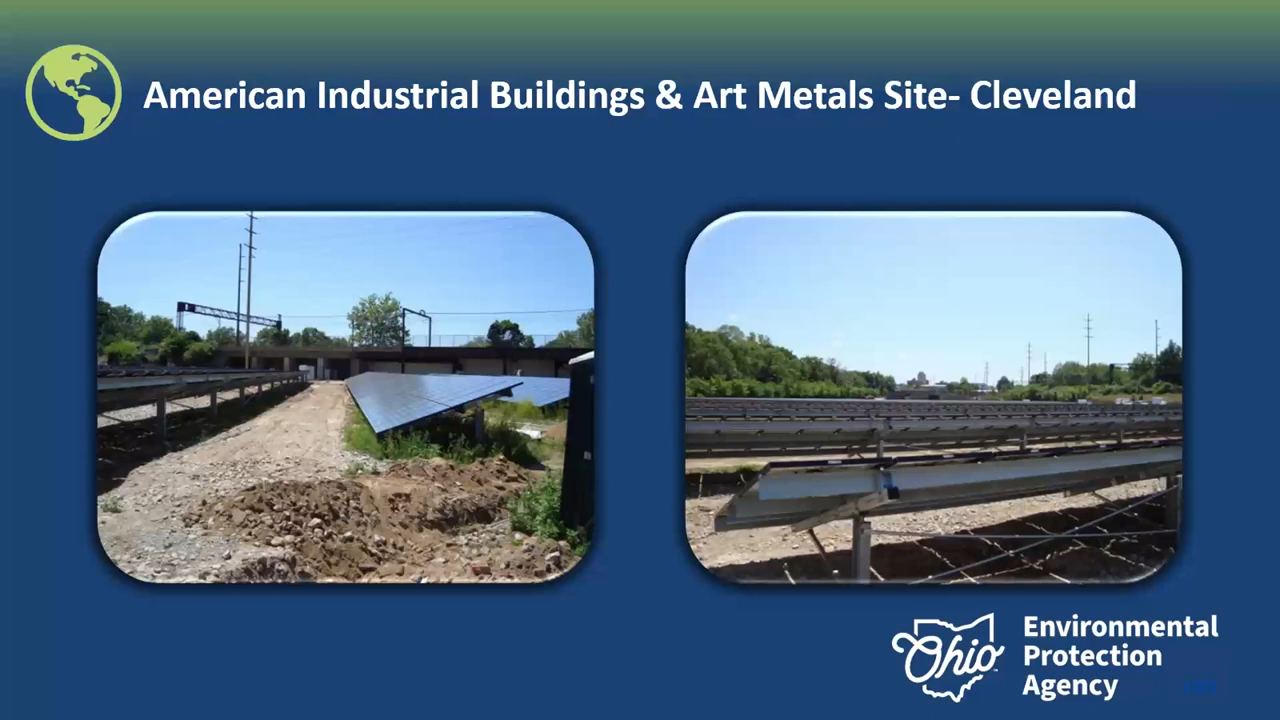 American Industrial Buildings & Art Metals Site- Cleveland
Ohio
Environmental
Protection
Agency